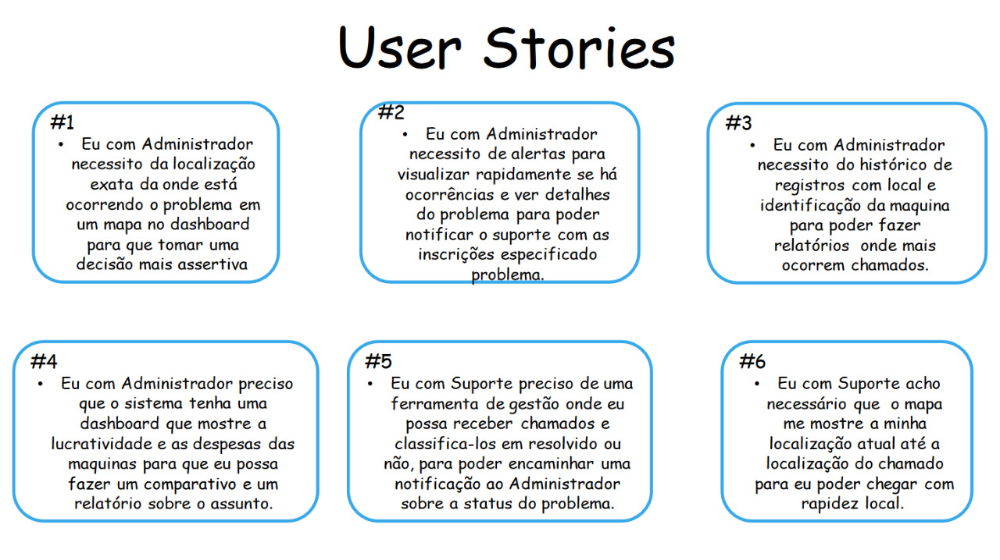 User Stories
#1
• Eu com Administrador
necessito da localização
exata da onde está
ocorrendo o problema em
um mapa no dashboard
para que tomar uma
decisão mais assertiva
#2
• Eu com Administrador
necessito de alertas para
visualizar rapidamente se há
ocorrências e ver detalhes
do problema para poder
notificar o suporte com as
inscrições especificado
problema.
#3
• Eu com Administrador
necessito do histórico de
registros com local e
identificação da maquina
para poder fazer
relatórios onde mais
ocorrem chamados.
#4
• Eu com Administrador preciso
que o sistema tenha uma
dashboard que mostre a
lucratividade e as despesas das
maquinas para que eu possa
fazer um comparativo e um
relatório sobre o assunto.
#5
• Eu com Suporte preciso de uma
ferramenta de gestão onde eu
possa receber chamados e
classifica-los em resolvido ou
não, para poder encaminhar uma
notificação ao Administrador
sobre a status do problema.
#6
• Eu com Suporte acho
necessário que o mapa
me mostre a minha
localização atual até a
localização do chamado
para eu poder chegar com
rapidez local.